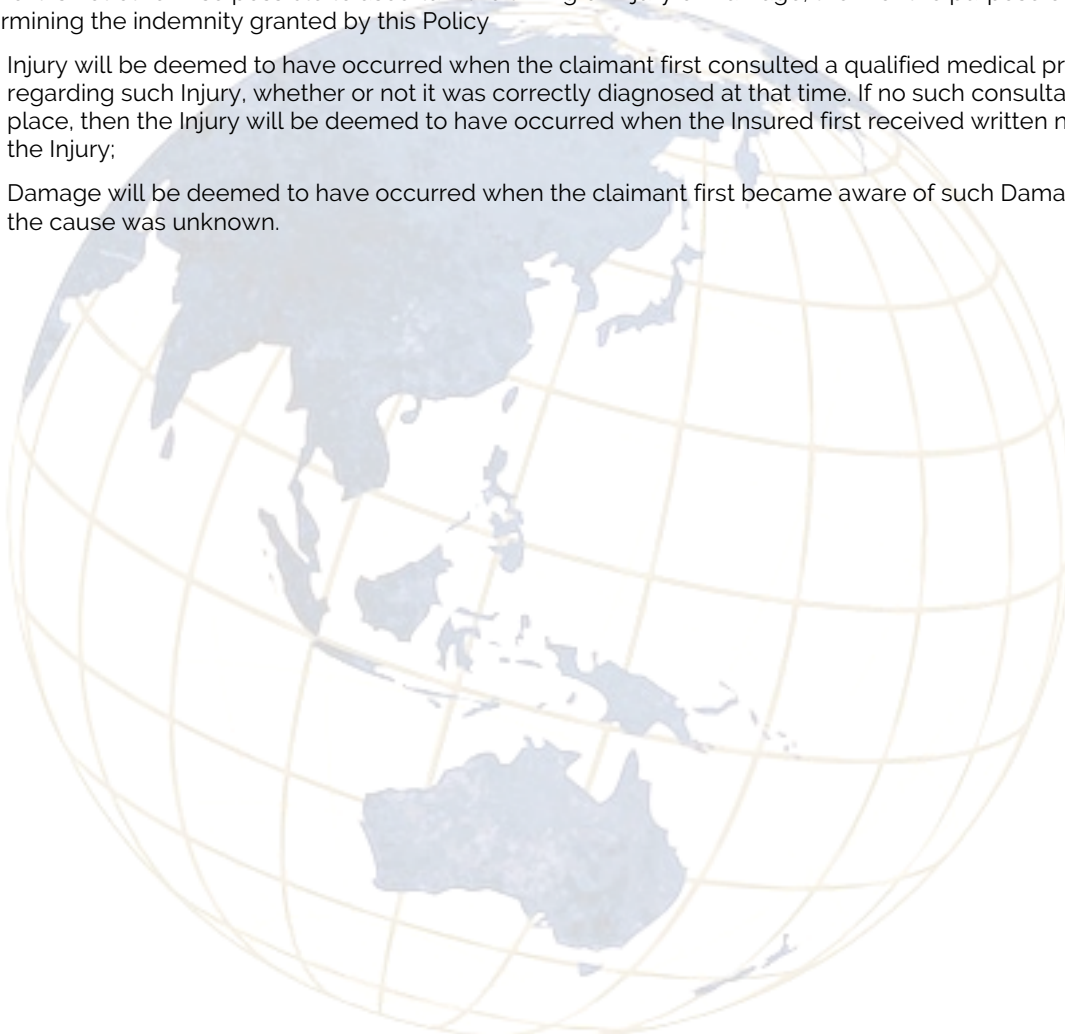 rmining the indemnity granted by this Policy
Injury will be deemed to have occurred when the claimant first consulted a qualified medical pr
regarding such Injury, whether or not it was correctly diagnosed at that time. If no such consulta
place, then the Injury will be deemed to have occurred when the Insured first received written n
the Injury;
Damage will be deemed to have occurred when the claimant first became aware of such Dama
the cause was unknown.